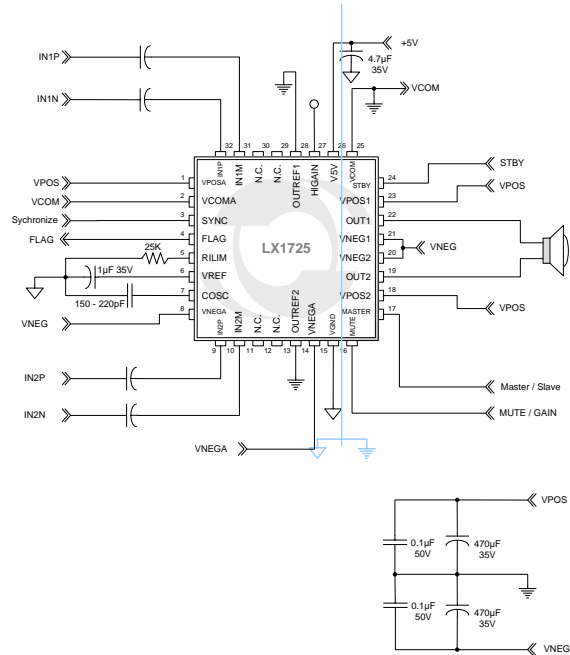 IN1P
+5V
4.7µF
35V
IN1N
VCOM
32 31 30 29 28 27 26 25
IN1P
IN1M
N.C.
N.C.
OUTREF1
HIGAIN
V5V
VCOM
STBY
24
STBY
VPOS
1
VPOSA
VPOS1
23
VPOS
VCOM
2
VCOMA
OUT1
22
Sychronize
3
SYNC
VNEG1
21
FLAG
4
FLAG
LX1725
VNEG2
20
VNEG
25K
5
RILIM
OUT2
19
1µF 35V
6
VREF
VPOS2
18
VPOS
150 - 220pF
7
COSC
MASTER
17
VNEG
8
VNEGA
IN2P
IN2M
N.C.
N.C.
OUTREF2
VNEGA
VGND
MUTE
9 10 11 12 13 14 15 16
IN2P
Master / Slave
IN2N
MUTE / GAIN
VNEGA
VPOS
0.1µF
50V
470µF
35V
0.1µF
50V
470µF
35V
VNEG